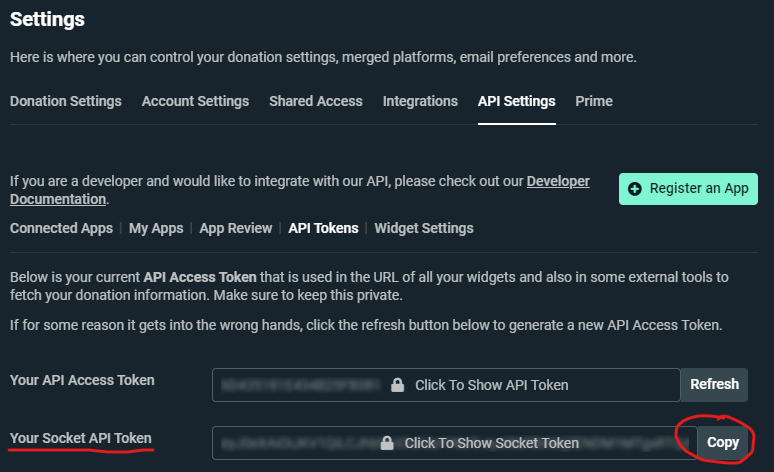 Settings
Here is where you can control your donation settings, merged platforms, email preferences and more.
Donation Settings Account Settings Shared Access Integrations API Settings Prime
If you are a developer and would like to integrate with our API, please check out our Developer
Documentation.
Register an App
Connected Apps | My Apps | App Review | API Tokens | Widget Settings
Below is your current API Access Token that is used in the URL of all your widgets and also in some external tools to
fetch your donation information. Make sure to keep this private.
If for some reason it gets into the wrong hands, click the refresh button below to generate a new API Access Token.
Your API Access Token Click To Show API Token Refresh
Your Socket API Token Click To Show Socket Token Copy